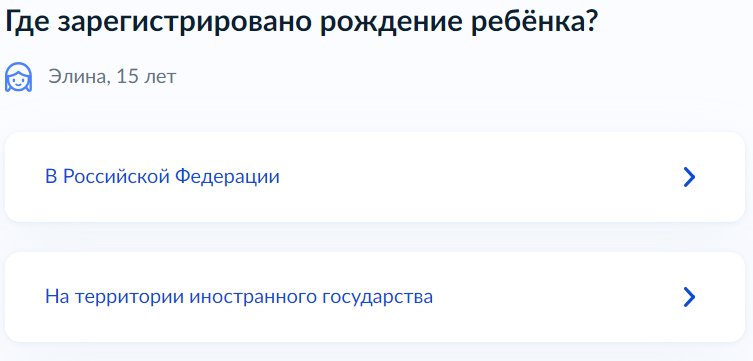 Где зарегистрировано рождение ребёнка?
Элина, 15 лет
В Российской Федерации
На территории иностранного государства